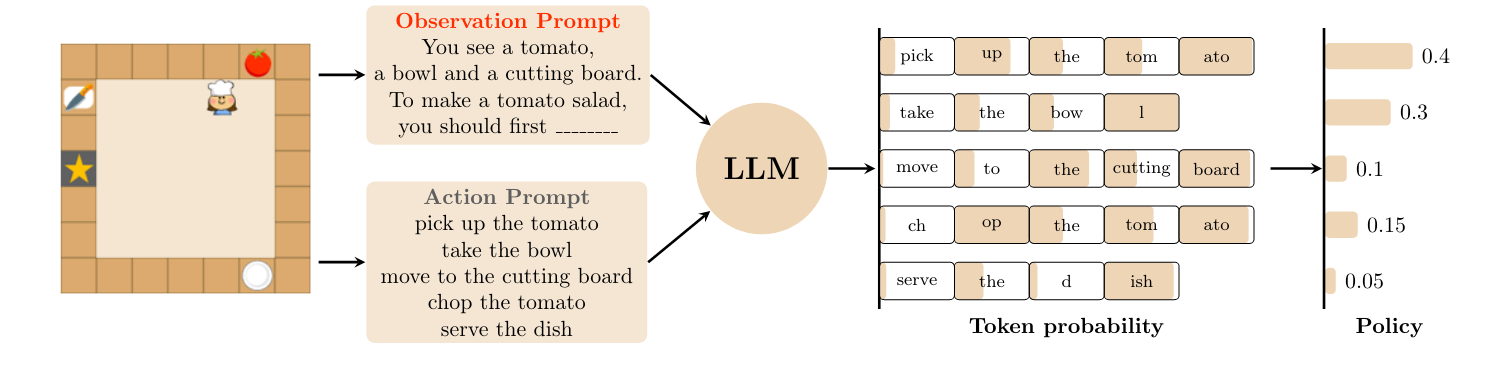 Observation Prompt
You see a tomato,
a bowl and a cutting board.
To make a tomato salad,
you should first ________
Action Prompt
pick up the tomato
take the bowl
move to the cutting board
chop the tomato
serve the dish
LLM
pick up the tom ato
take the bow l
move to the cutting board
ch op the tom ato
serve the d ish
Token probability
0.4
0.3
0.1
0.15
0.05
Policy